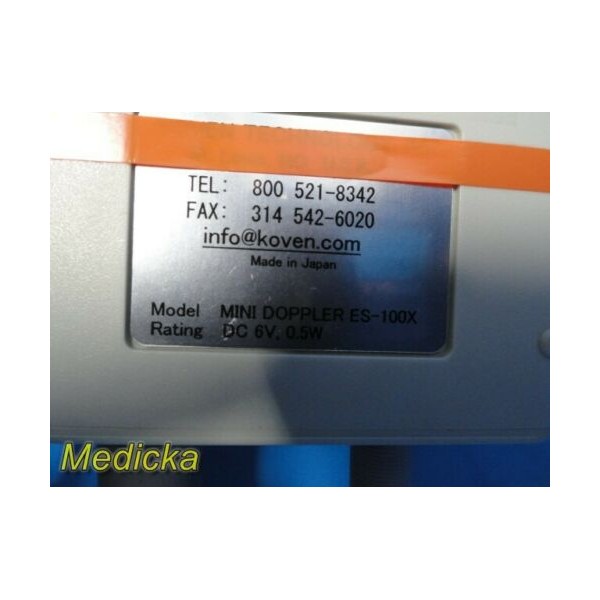 TEL: 800 521-8342
FAX: 314 542-6020
info@koven.com
Made in Japan
Model MINI DOPPLER ES-100X
Rating DC 6V, 0.5W
Medicka